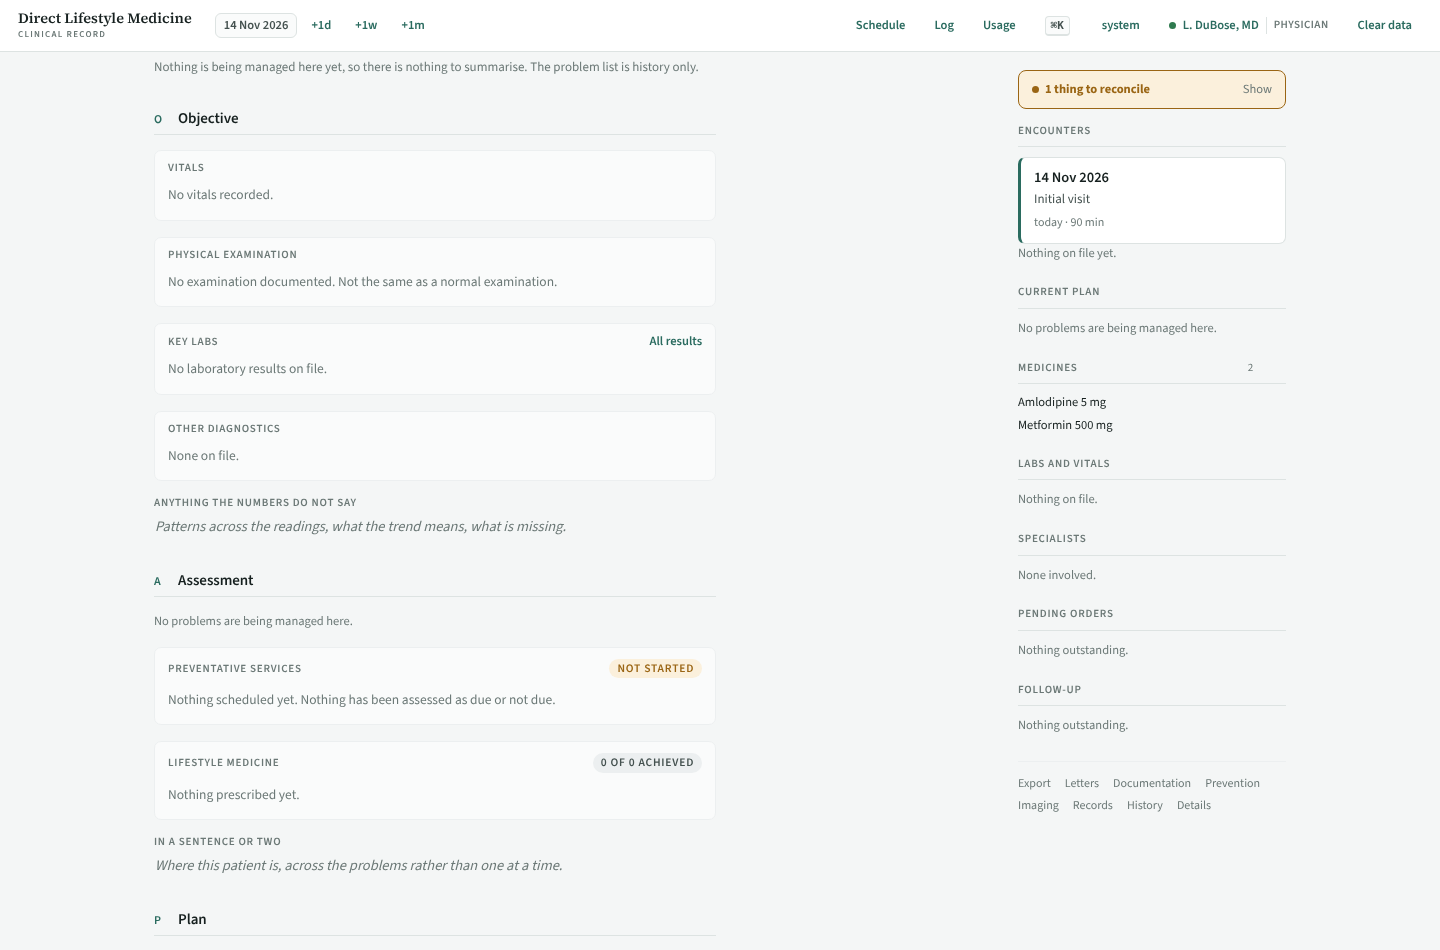 Direct Lifestyle Medicine
CLINICAL RECORD
14 Nov 2026 +1d +1w +1m
Schedule Log Usage ⌘K system L. DuBose, MD PHYSICIAN Clear data
Nothing is being managed here yet, so there is nothing to summarise. The problem list is history only.
O Objective
VITALS
No vitals recorded.
PHYSICAL EXAMINATION
No examination documented. Not the same as a normal examination.
KEY LABS All results
No laboratory results on file.
OTHER DIAGNOSTICS
None on file.
ANYTHING THE NUMBERS DO NOT SAY
Patterns across the readings, what the trend means, what is missing.
A Assessment
No problems are being managed here.
PREVENTATIVE SERVICES NOT STARTED
Nothing scheduled yet. Nothing has been assessed as due or not due.
LIFESTYLE MEDICINE 0 OF 0 ACHIEVED
Nothing prescribed yet.
IN A SENTENCE OR TWO
Where this patient is, across the problems rather than one at a time.
P Plan
1 thing to reconcile Show
ENCOUNTERS
14 Nov 2026
Initial visit
today · 90 min
Nothing on file yet.
CURRENT PLAN
No problems are being managed here.
MEDICINES 2
Amlodipine 5 mg
Metformin 500 mg
LABS AND VITALS
Nothing on file.
SPECIALISTS
None involved.
PENDING ORDERS
Nothing outstanding.
FOLLOW-UP
Nothing outstanding.
Export Letters Documentation Prevention
Imaging Records History Details